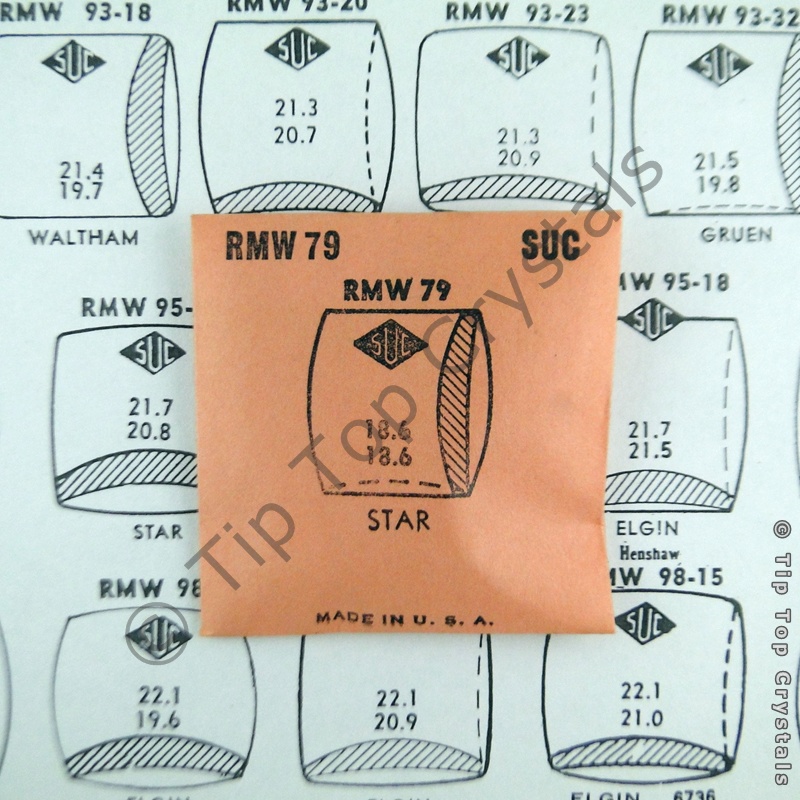 RMW 93-18
RMW 93-20
RMW 93-23
RMW 93-32
SUC
SUC
SUC
SUC
21.4
19.7
21.3
20.7
21.3
20.9
21.5
19.8
WALTHAM
GRUEN
RMW 79
SUC
RMW 79
SUC
18.6
18.6
STAR
MADE IN U. S. A.
RMW 95-
SUC
21.7
20.8
STAR
95-18
SUC
21.7
21.5
ELGIN
Henshaw
RMW 98
SUC
22.1
19.6
ELGIN
22.1
20.9
ELGIN
98-15
SUC
22.1
21.0
ELGIN 6736
© Tip Top Crystals
© Tip Top Crystals